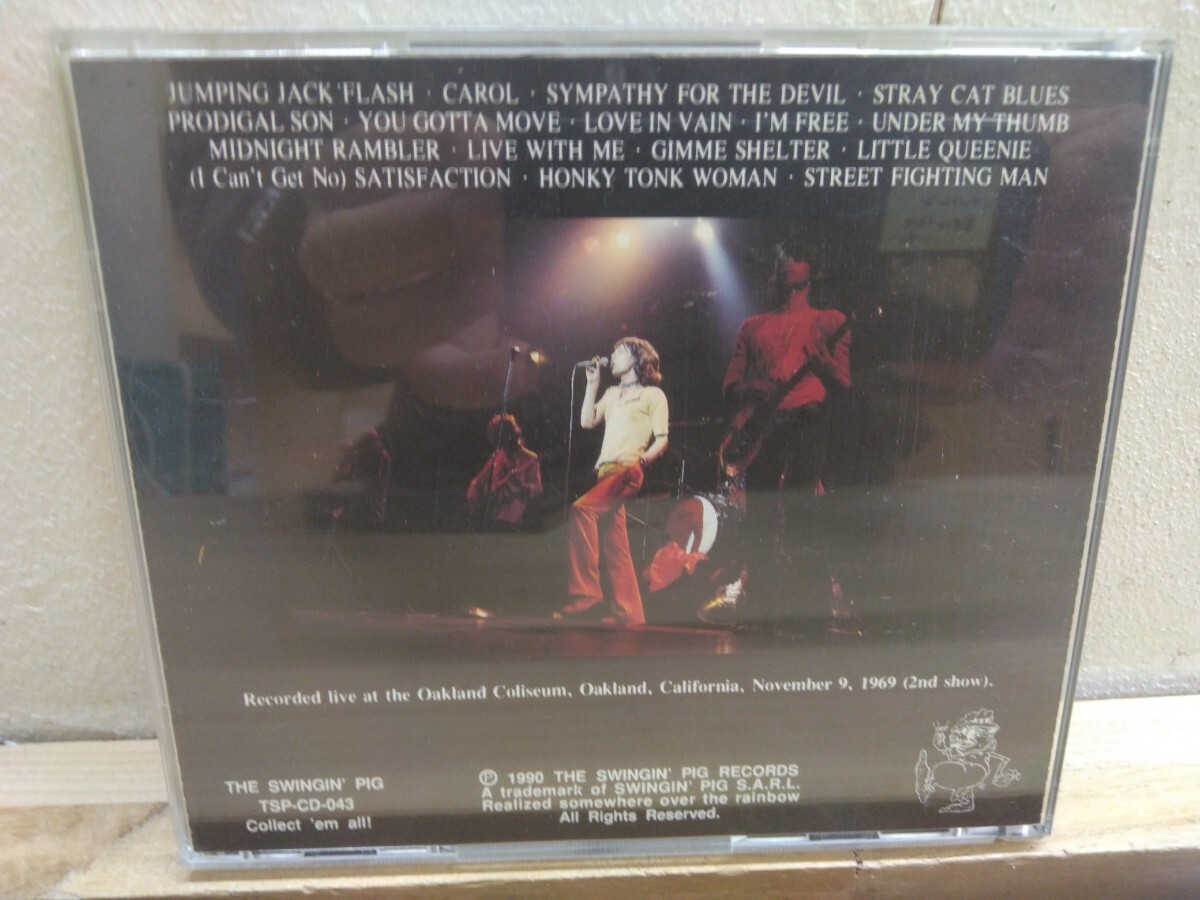 JUMPING JACK 'FLASH · CAROL · SYMPATHY FOR THE DEVIL · STRAY CAT BLUES
PRODIGAL SON · YOU GOTTA MOVE · LOVE IN VAIN · I'M FREE · UNDER MY THUMB
MIDNIGHT RAMBLER · LIVE WITH ME · GIMME SHELTER · LITTLE QUEENIE
(I Can't Get No) SATISFACTION · HONKY TONK WOMAN · STREET FIGHTING MAN
Recorded live at the Oakland Coliseum, Oakland, California, November 9, 1969 (2nd show).
THE SWINGIN' PIG
TSP-CD-043
Collect 'em all!
℗ 1990 THE SWINGIN' PIG RECORDS
A trademark of SWINGIN' PIG S.A.R.L.
Realized somewhere over the rainbow
All Rights Reserved.